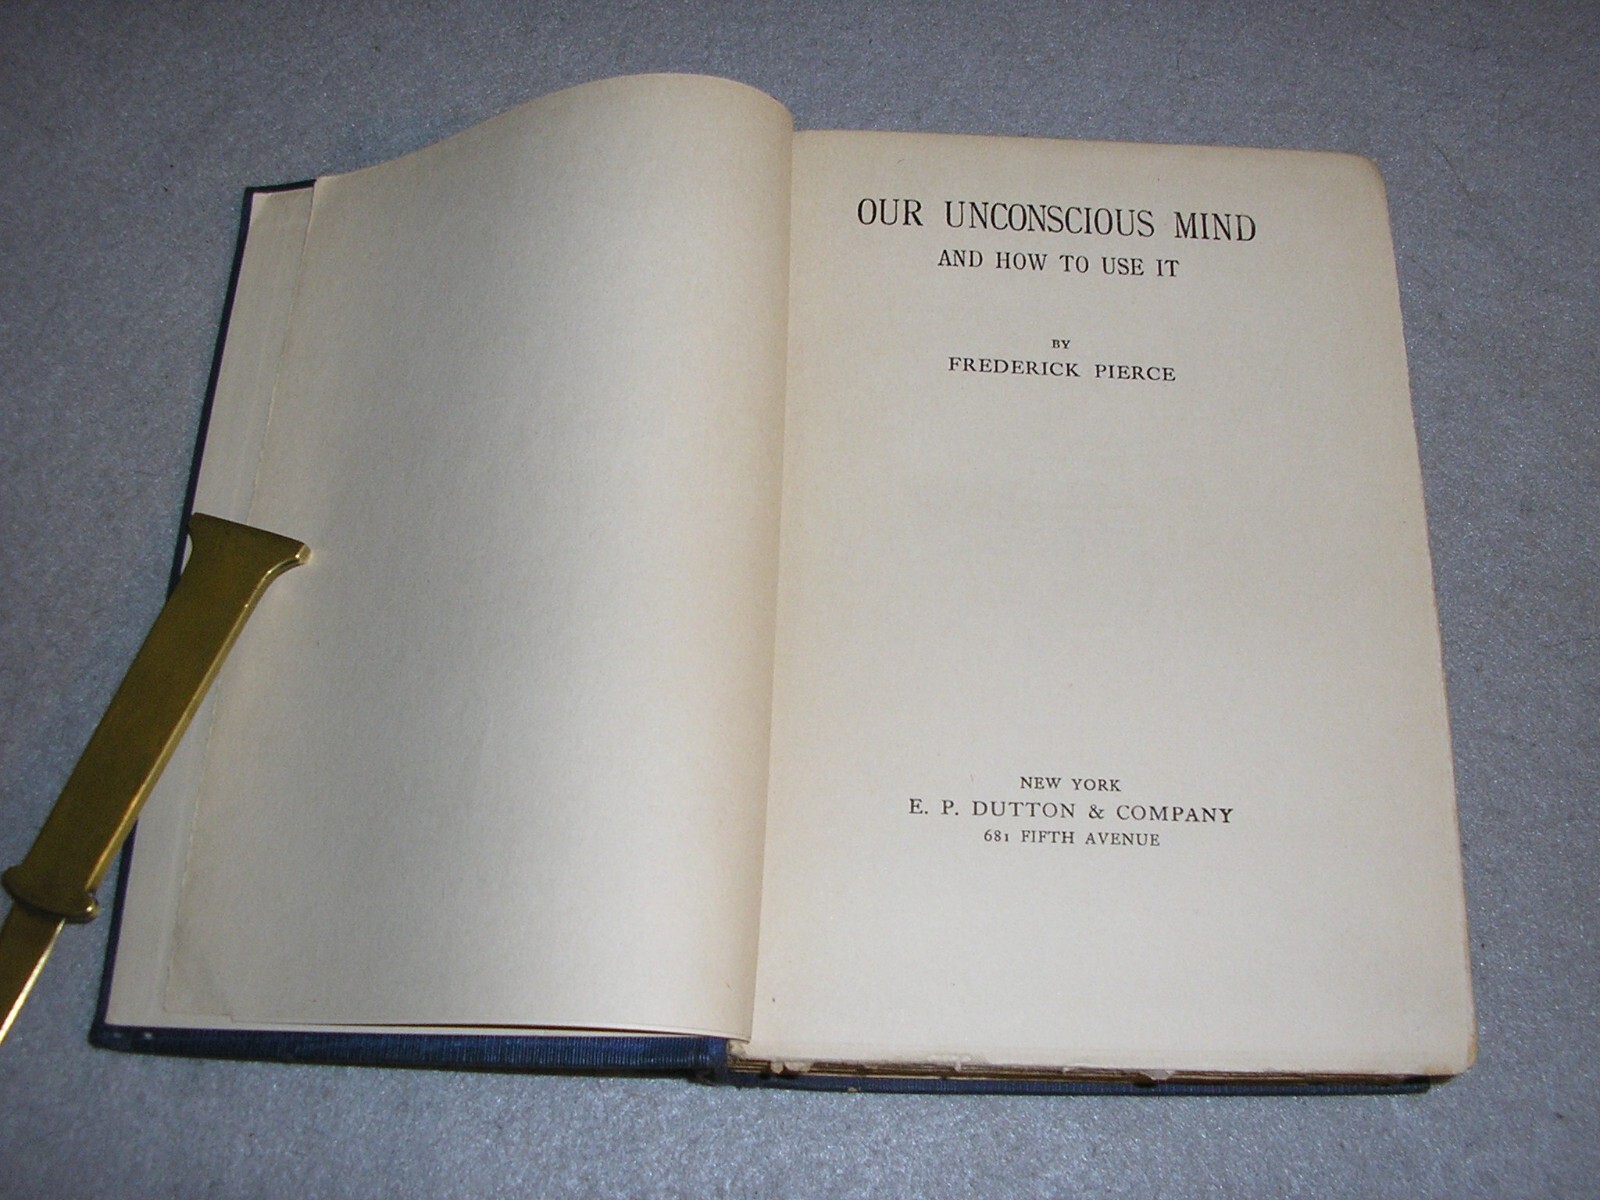 OUR UNCONSCIOUS MIND
AND HOW TO USE IT
BY
FREDERICK PIERCE
NEW YORK
E. P. DUTTON & COMPANY
681 FIFTH AVENUE